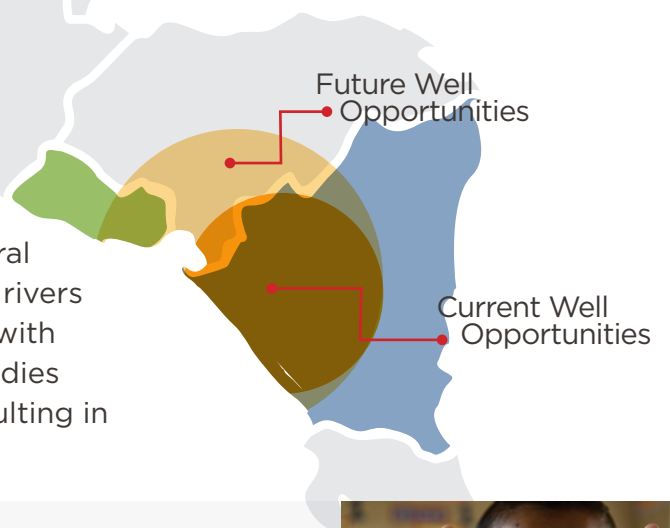 Future Well
Opportunities
ral
rivers
with
dies
ulting in
Current Well
Opportunities